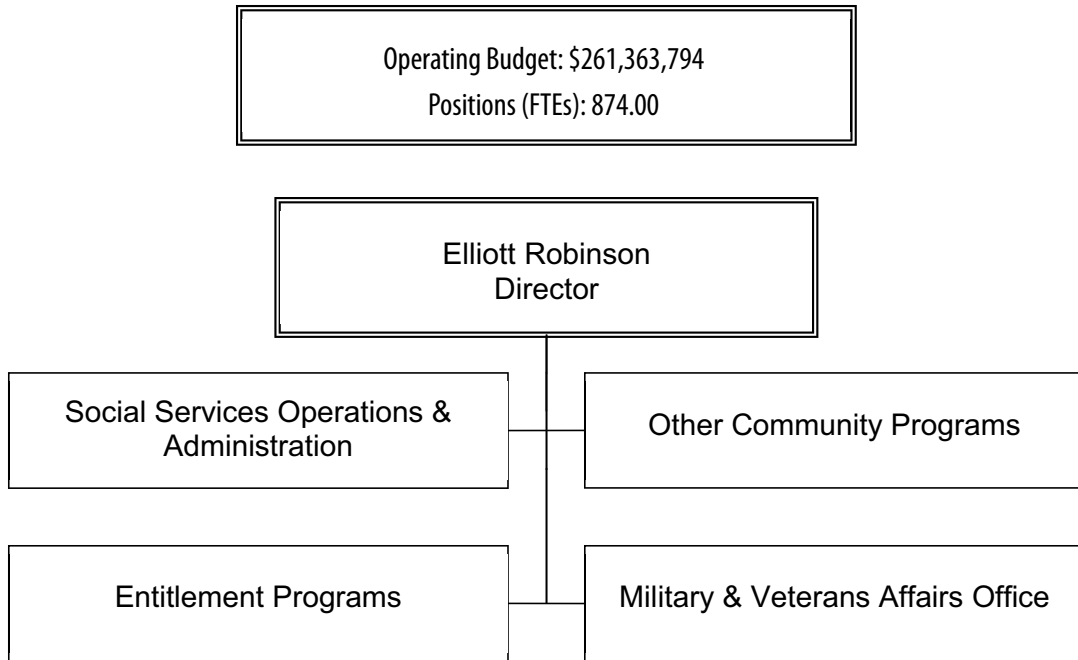 Operating Budget: $261,363,794
Positions (FTEs): 874.00
Elliott Robinson
Director
Social Services Operations &
Administration
Other Community Programs
Entitlement Programs
Military & Veterans Affairs Office